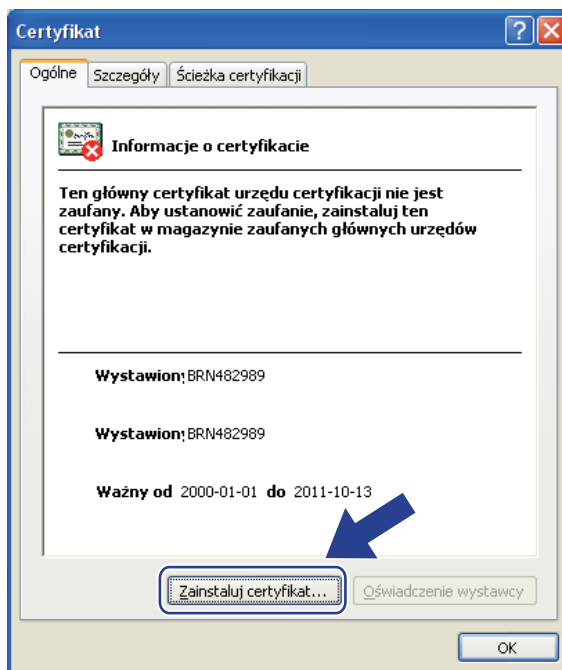 Certyfikat
Ogólne Szczegóły Ścieżka certyfikacji
Informacje o certyfikacie
Ten główny certyfikat urzędu certyfikacji nie jest
zaufany. Aby ustanowić zaufanie, zainstaluj ten
certyfikat w magazynie zaufanych głównych urzędów
certyfikacji.
Wystawiony BRN482989
Wystawiony BRN482989
Ważny od 2000-01-01 do 2011-10-13
Zainstaluj certyfikat... Oświadczenie wystawcy
OK